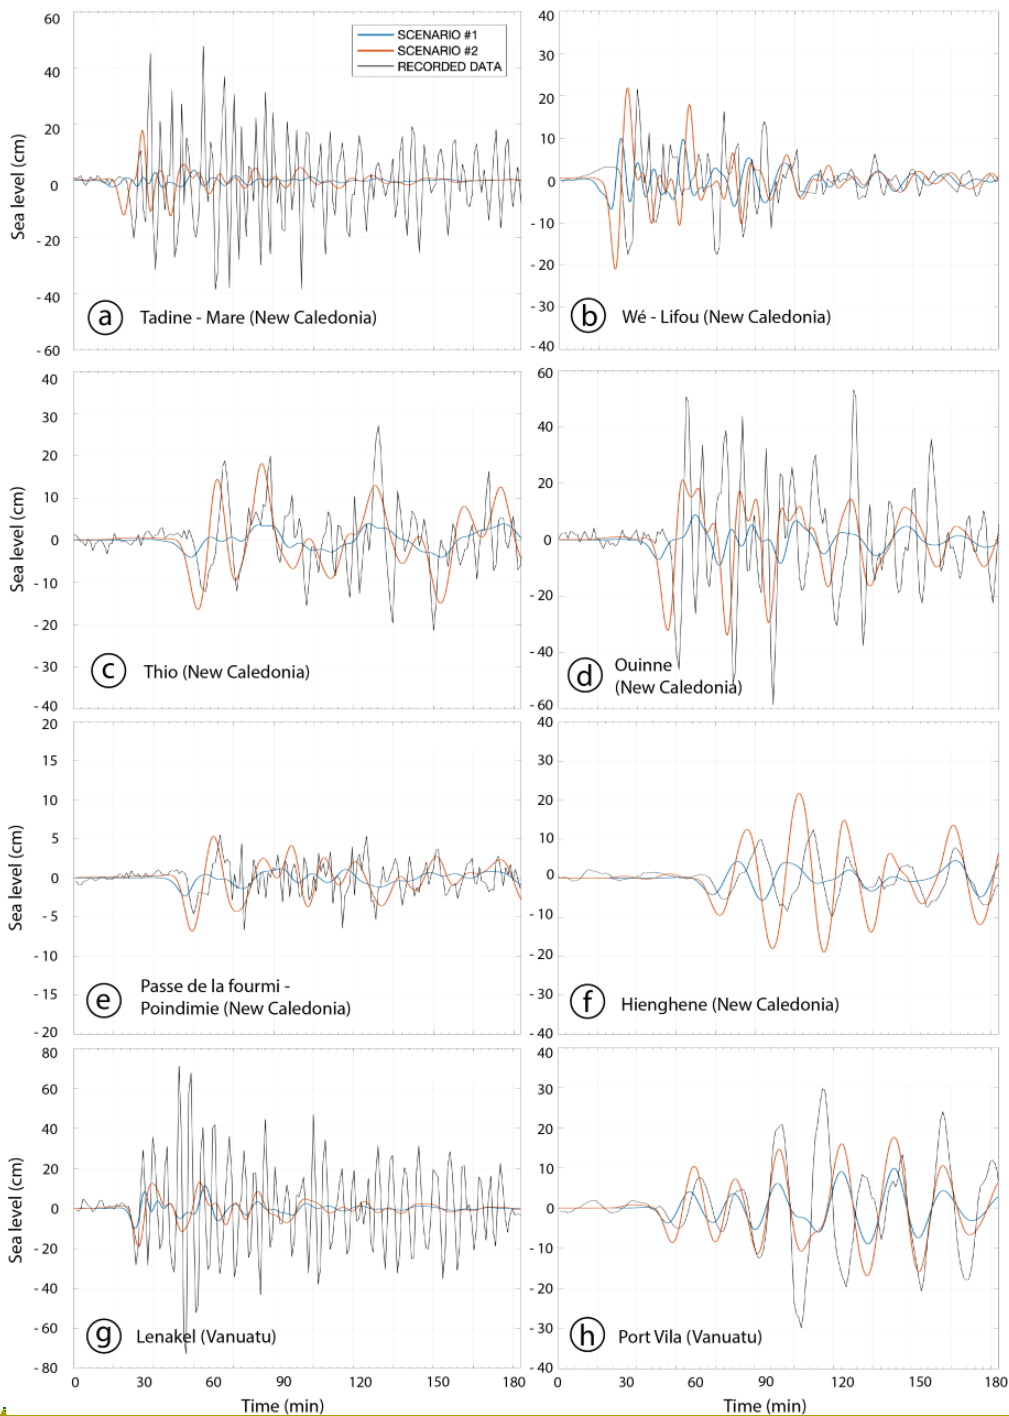 60
40
20
0
- 20
- 40
- 60
Sea level (cm)
SCENARIO #1
SCENARIO #2
RECORDED DATA
a
Tadine - Mare (New Caledonia)
40
30
20
10
0
- 10
- 20
- 30
- 40
b
Wé - Lifou (New Caledonia)
40
30
20
10
0
- 10
- 20
- 30
- 40
Sea level (cm)
c
Thio (New Caledonia)
60
40
20
0
- 20
- 40
- 60
d
Ouinne
(New Caledonia)
20
15
10
5
0
- 5
- 10
- 15
- 20
Sea level (cm)
e
Passe de la fourmi -
Poindimie (New Caledonia)
40
30
20
10
0
- 10
- 20
- 30
- 40
f
Hienghene (New Caledonia)
80
60
40
20
0
- 20
- 40
- 60
- 80
Sea level (cm)
g
Lenakel (Vanuatu)
0 30 60 90 120 150 180
Time (min)
40
30
20
10
0
- 10
- 20
- 30
- 40
h
Port Vila (Vanuatu)
0 30 60 90 120 150 180
Time (min)